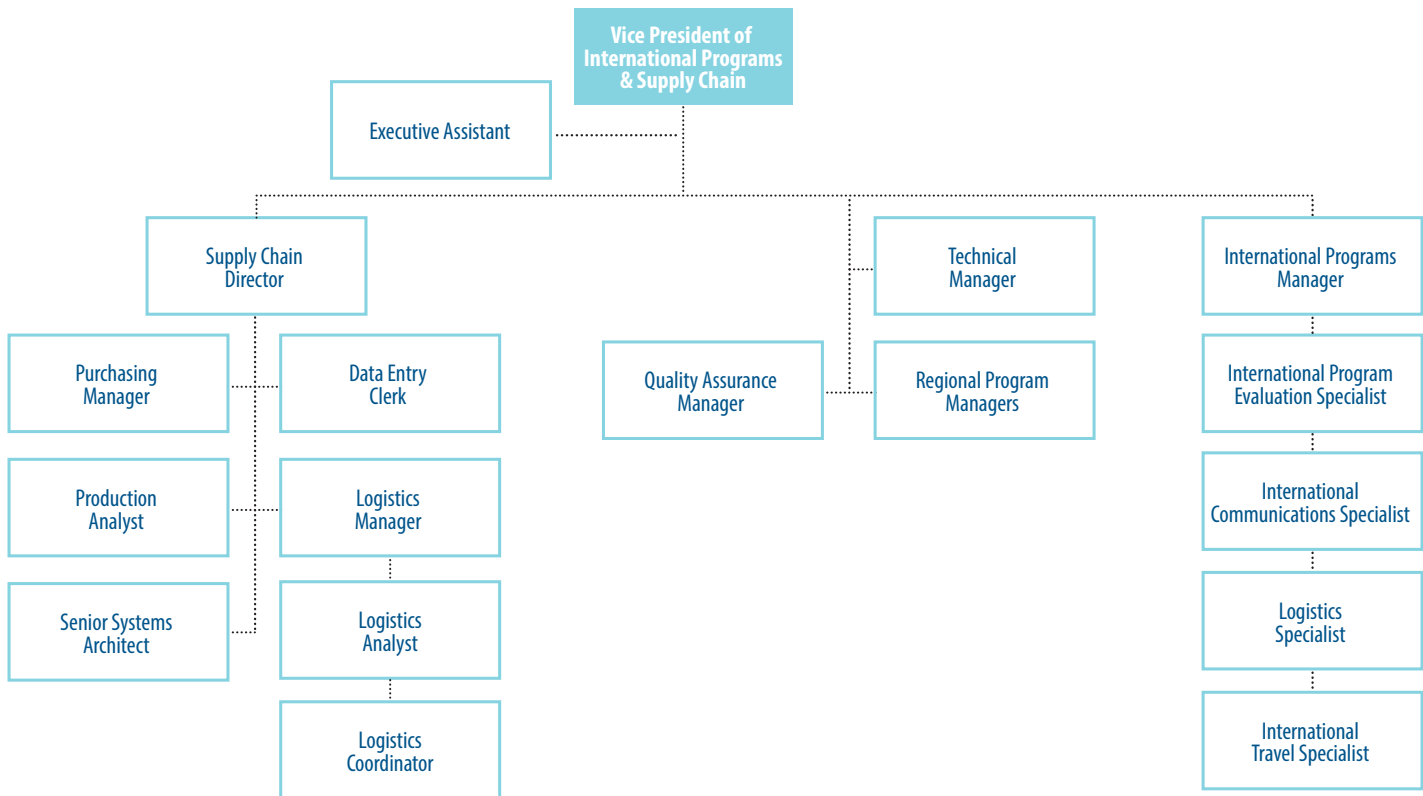 Vice President of
International Programs
& Supply Chain
Executive Assistant
Supply Chain
Director
Technical
Manager
International Programs
Manager
Purchasing
Manager
Data Entry
Clerk
Quality Assurance
Manager
Regional Program
Managers
International Program
Evaluation Specialist
Production
Analyst
Logistics
Manager
International
Communications Specialist
Senior Systems
Architect
Logistics
Analyst
Logistics
Specialist
Logistics
Coordinator
International
Travel Specialist